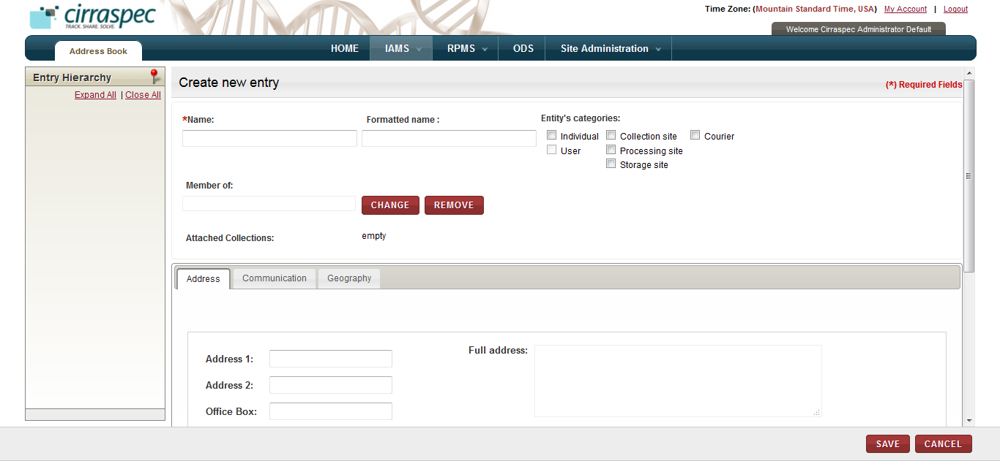 cirraspec
TRACK. SHARE. SOLVE.
Time Zone: (Mountain Standard Time, USA) My Account | Logout
Welcome Cirraspec Administrator Default
Address Book
HOME IAMS RPMS ODS Site Administration
Entry Hierarchy
Expand All | Close All
Create new entry
(*) Required Fields
*Name:
Formatted name :
Entity's categories:
Individual Collection site Courier
User Processing site
Storage site
Member of:
CHANGE REMOVE
Attached Collections: empty
Address Communication Geography
Address 1:
Full address:
Address 2:
Office Box:
SAVE CANCEL